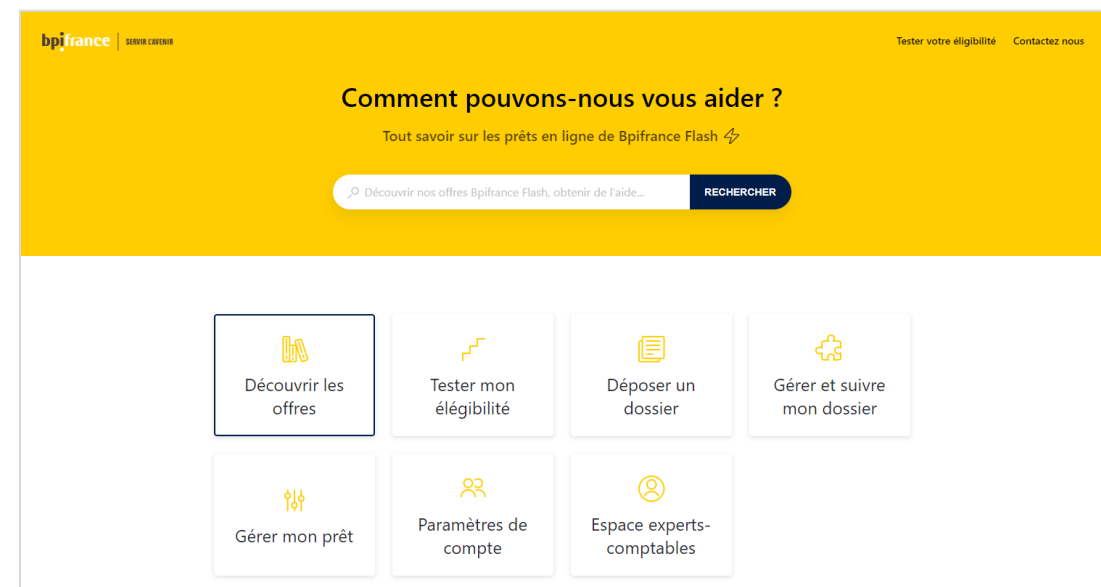 bpifrance SERVIR L'AVENIR
Tester votre éligibilité Contactez nous
Comment pouvons-nous vous aider ?
Tout savoir sur les prêts en ligne de Bpifrance Flash
Découvrir nos offres Bpifrance Flash, obtenir de l'aide... RECHERCHER
Découvrir les
offres
Tester mon
élégibilité
Déposer un
dossier
Gérer et suivre
mon dossier
Gérer mon prêt
Paramètres de
compte
Espace experts-
comptables